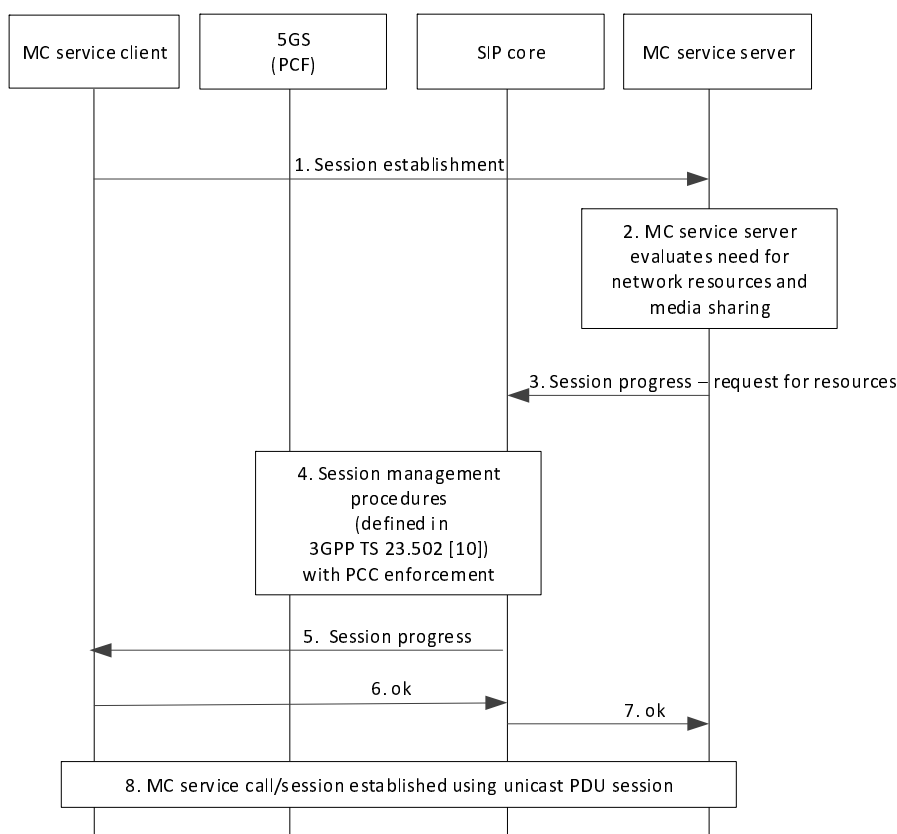 MC service client
5GS
(PCF)
SIP core
MC service server
1. Session establishment
2. MC service server
evaluates need for
network resources and
media sharing
3. Session progress – request for resources
4. Session management
procedures
(defined in
3GPP TS 23.502 [10])
with PCC enforcement
5. Session progress
6. ok
7. ok
8. MC service call/session established using unicast PDU session